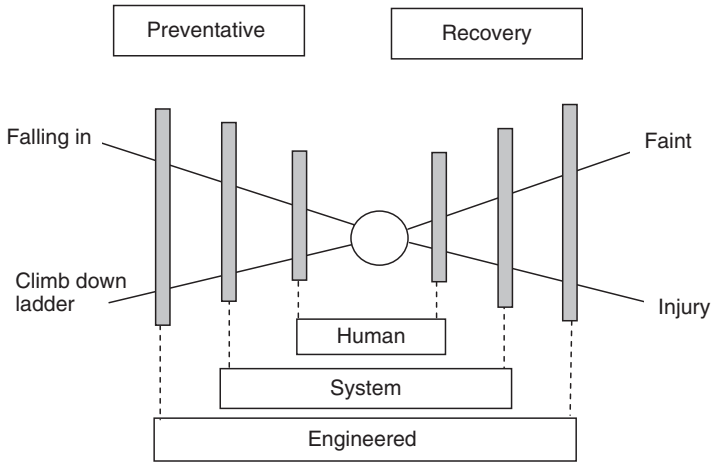 Preventative
Recovery
Falling in
Faint
Climb down
ladder
Injury
Human
System
Engineered